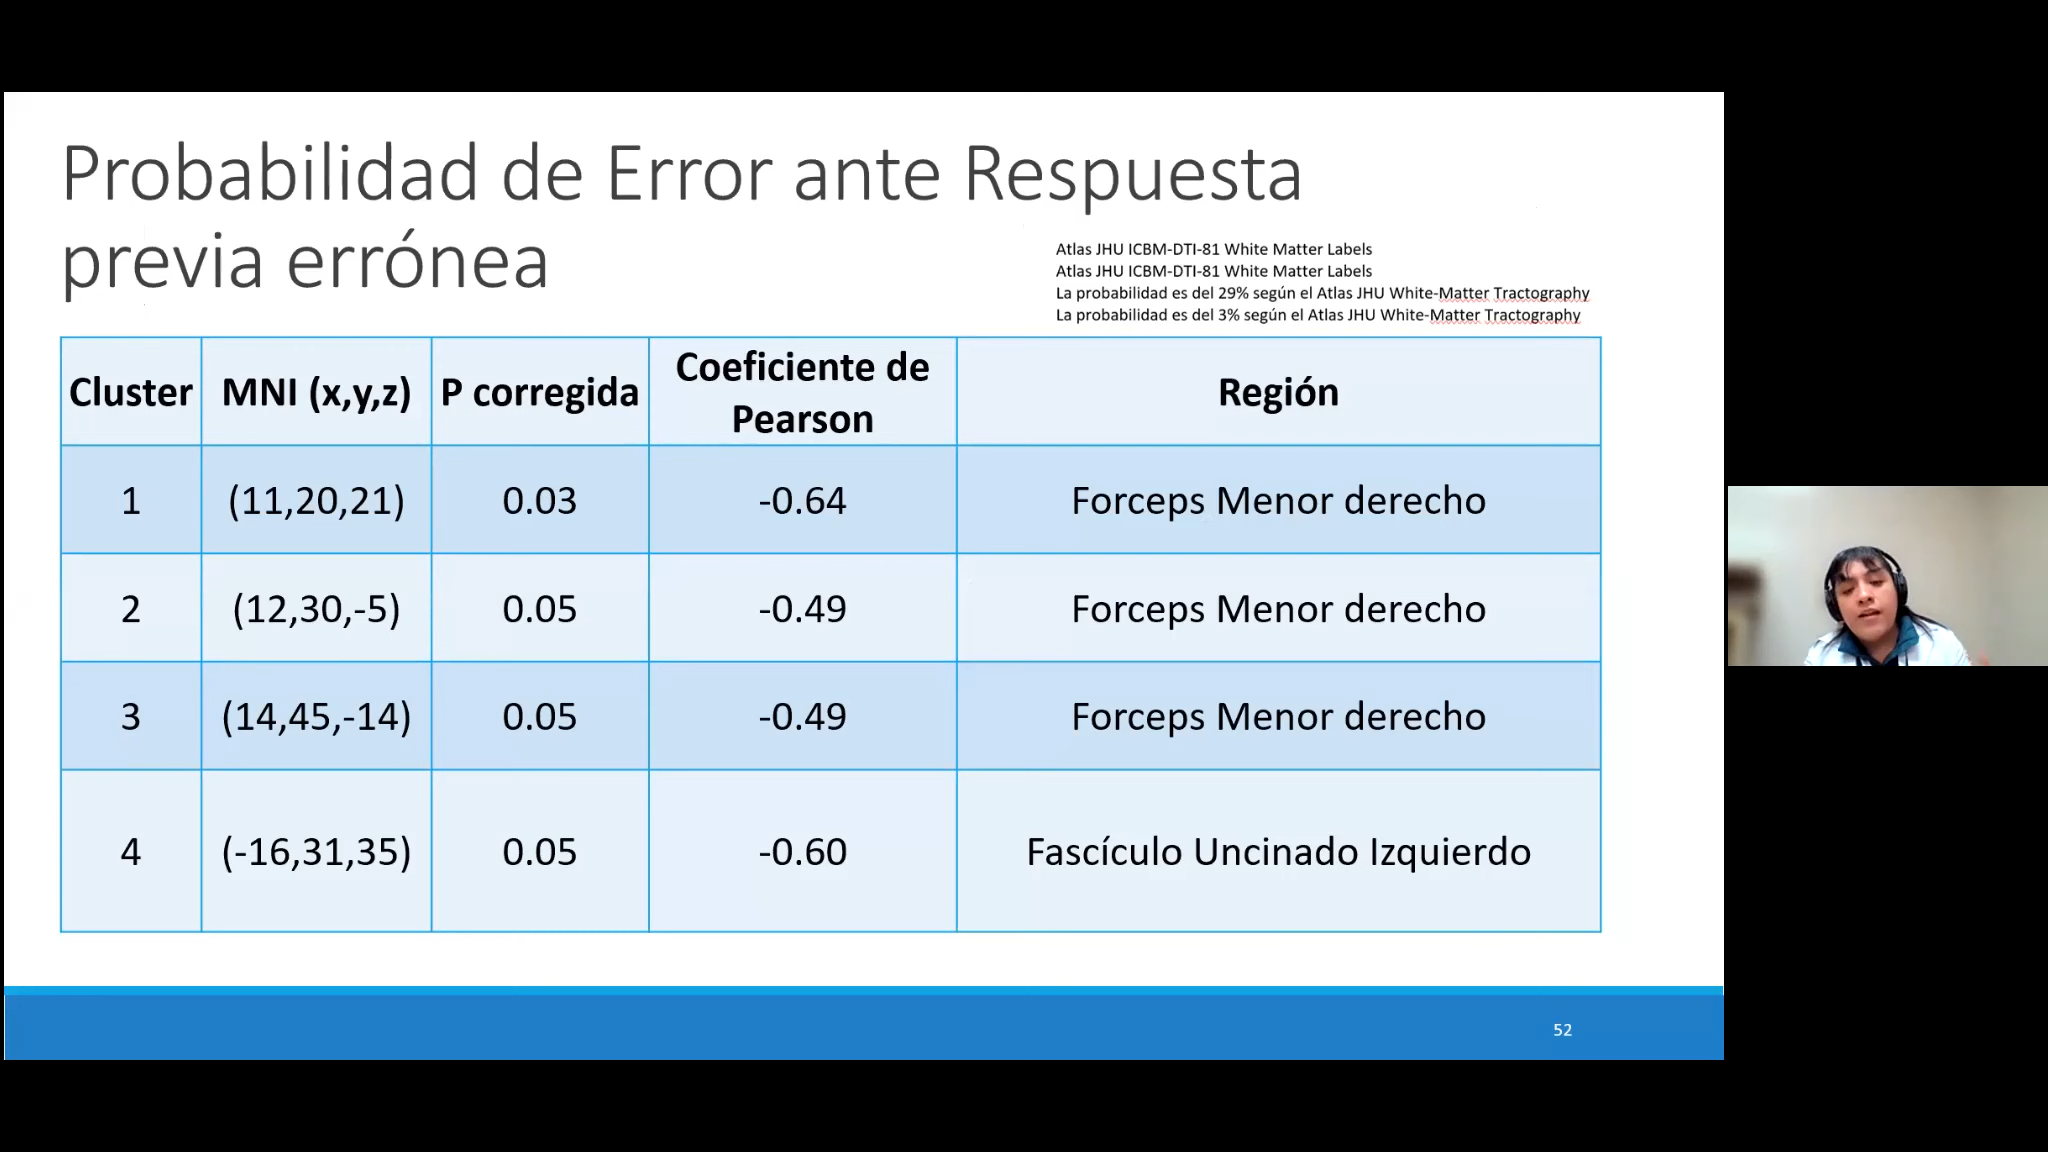 Probabilidad de Error ante Respuesta
previa errónea
Atlas JHU ICBM-DTI-81 White Matter Labels
Atlas JHU ICBM-DTI-81 White Matter Labels
La probabilidad es del 29% según el Atlas JHU White-Matter Tractography
La probabilidad es del 3% según el Atlas JHU White-Matter Tractography
Cluster MNI (x,y,z) P corregida Coeficiente de Pearson Región
1 (11,20,21) 0.03 -0.64 Forceps Menor derecho
2 (12,30,-5) 0.05 -0.49 Forceps Menor derecho
3 (14,45,-14) 0.05 -0.49 Forceps Menor derecho
4 (-16,31,35) 0.05 -0.60 Fascículo Uncinado Izquierdo
52